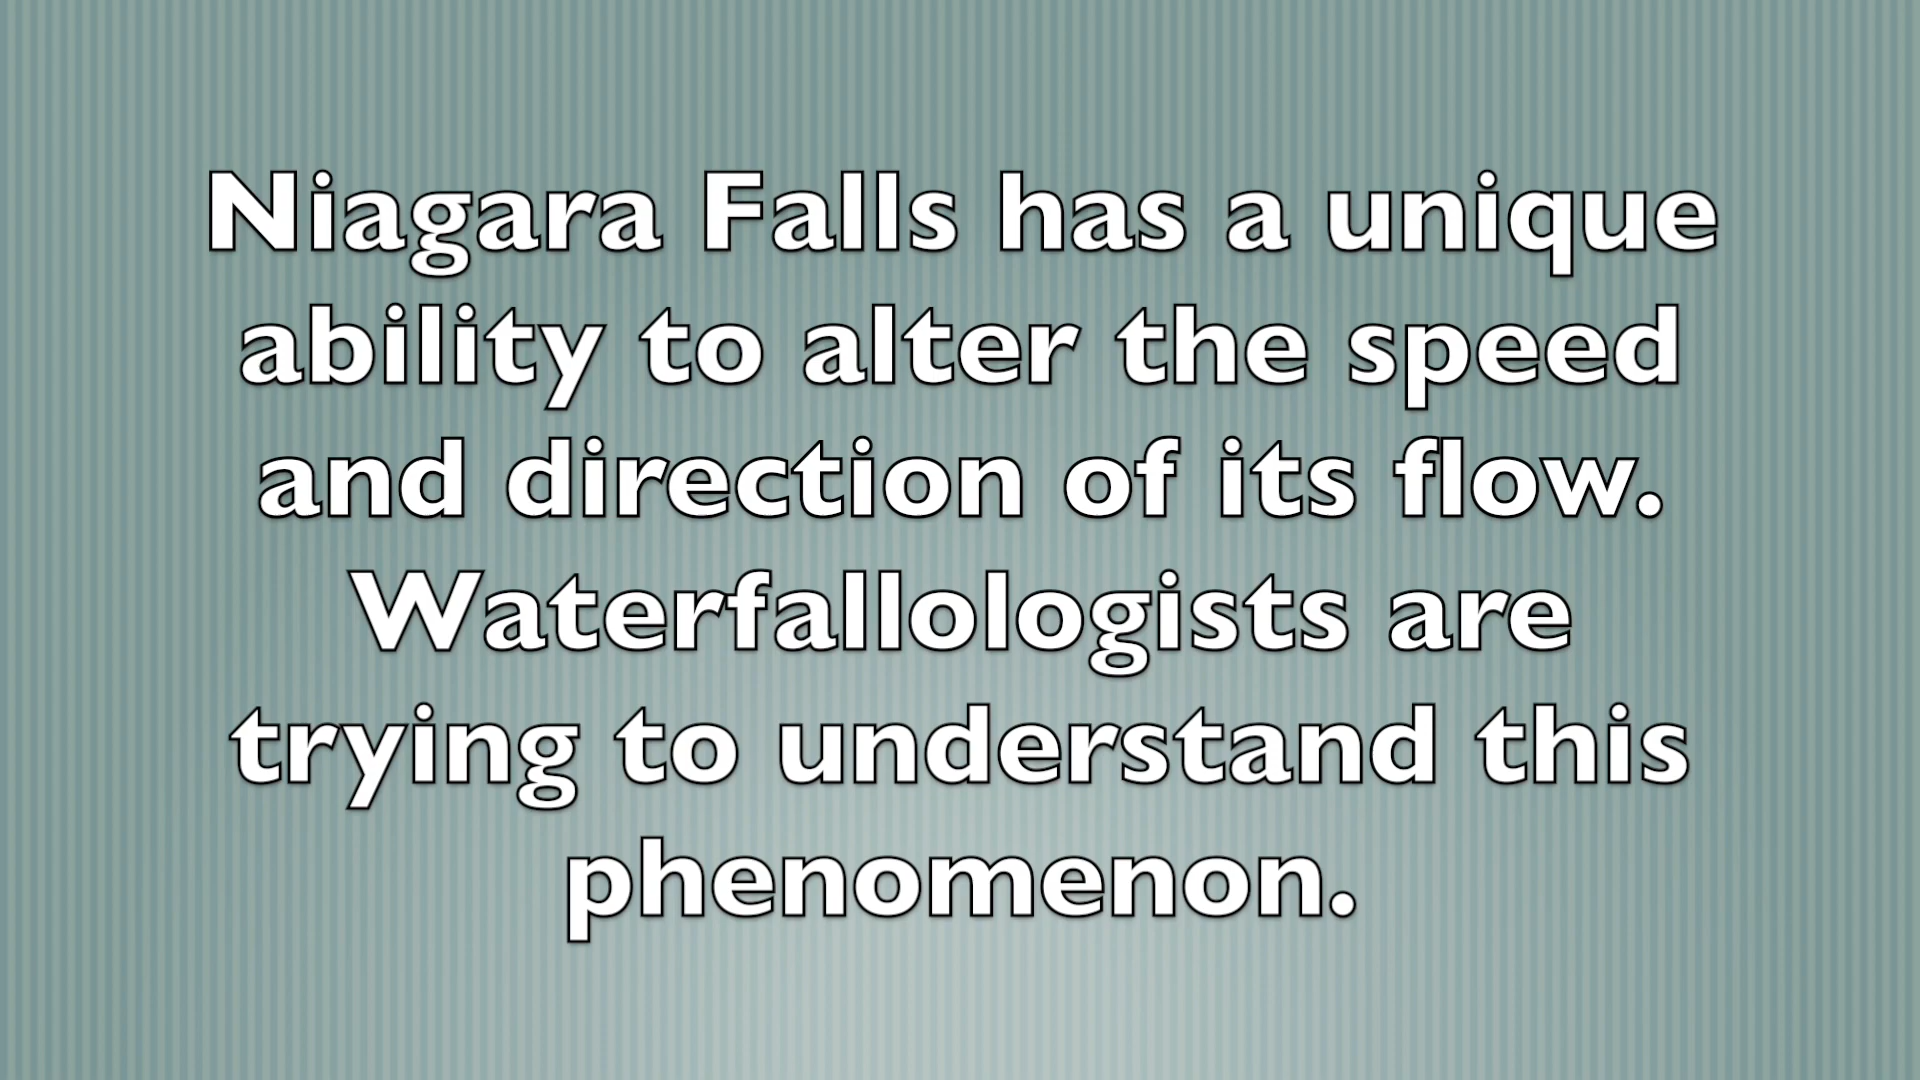 Niagara Falls has a unique
ability to alter the speed
and direction of its flow.
Waterfallologists are
trying to understand this
phenomenon.